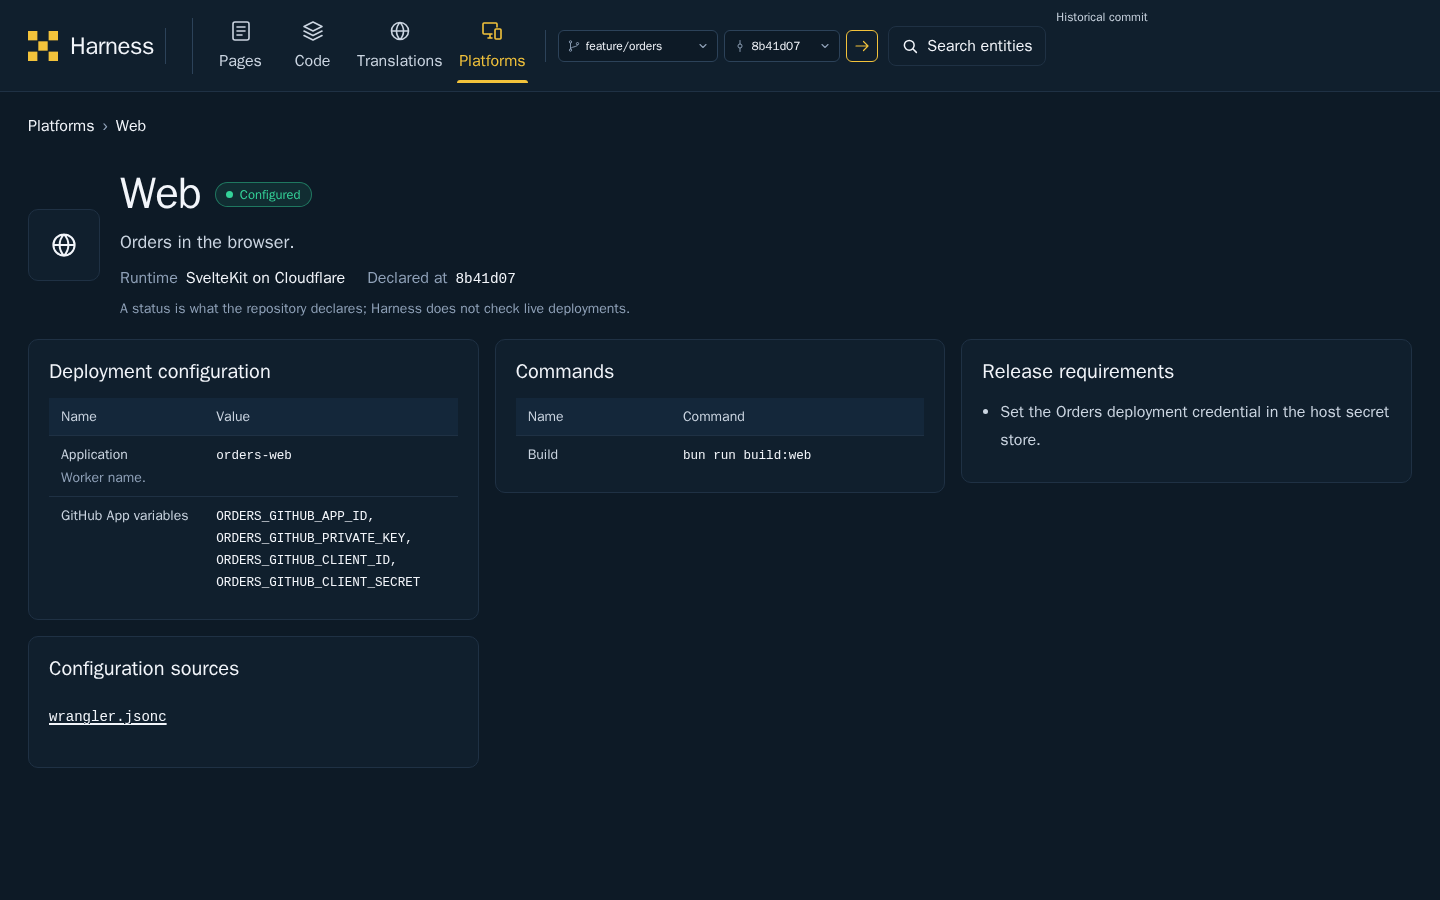 Harness
Pages
Code
Translations
Platforms
feature/orders
8b41d07
Search entities
Historical commit
Platforms › Web
Web
Configured
Orders in the browser.
Runtime SvelteKit on Cloudflare Declared at 8b41d07
A status is what the repository declares; Harness does not check live deployments.
Deployment configuration
Name Value
Application orders-web
Worker name.
GitHub App variables ORDERS_GITHUB_APP_ID,
ORDERS_GITHUB_PRIVATE_KEY,
ORDERS_GITHUB_CLIENT_ID,
ORDERS_GITHUB_CLIENT_SECRET
Commands
Name Command
Build bun run build:web
Release requirements
• Set the Orders deployment credential in the host secret
store.
Configuration sources
wrangler.jsonc